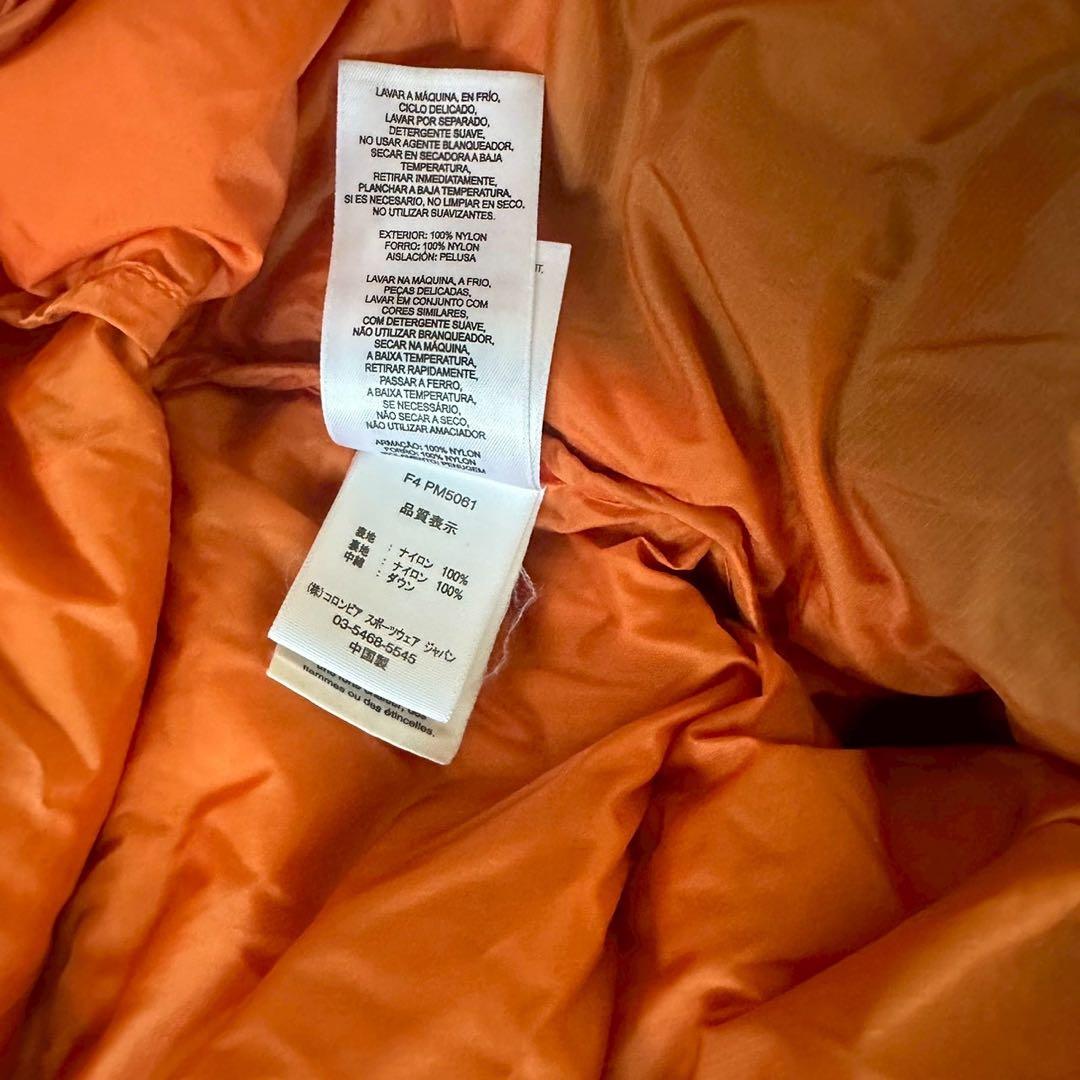 LAVAR A MÁQUINA, EN FRÍO,
CICLO DELICADO,
LAVAR POR SEPARADO,
DETERGENTE SUAVE,
NO USAR AGENTE BLANQUEADOR,
SECAR EN SECADORA A BAJA
TEMPERATURA,
RETIRAR INMEDIATAMENTE,
PLANCHAR A BAJA TEMPERATURA,
SI ES NECESARIO, NO LIMPIAR EN SECO,
NO UTILIZAR SUAVIZANTES.
EXTERIOR: 100% NYLON
FORRO: 100% NYLON
AISLACIÓN: PELUSA
LAVAR NA MÁQUINA, A FRIO,
PEÇAS DELICADAS,
LAVAR EM CONJUNTO COM
CORES SIMILARES,
COM DETERGENTE SUAVE,
NÃO UTILIZAR BRANQUEADOR,
SECAR NA MÁQUINA,
A BAIXA TEMPERATURA,
RETIRAR RAPIDAMENTE,
PASSAR A FERRO,
A BAIXA TEMPERATURA,
SE NECESSÁRIO,
NÃO SECAR A SECO,
NÃO UTILIZAR AMACIADOR
ARMAÇÃO: 100% NYLON
100% NYLON
PENUGEM
F4 PM5061
品質表示
表地 : ナイロン 100%
裏地 : ナイロン 100%
中綿 : ダウン
(株)コロンビア スポーツウェア ジャパン
03-5468-5545
中国製
flammes ou des étincelles.